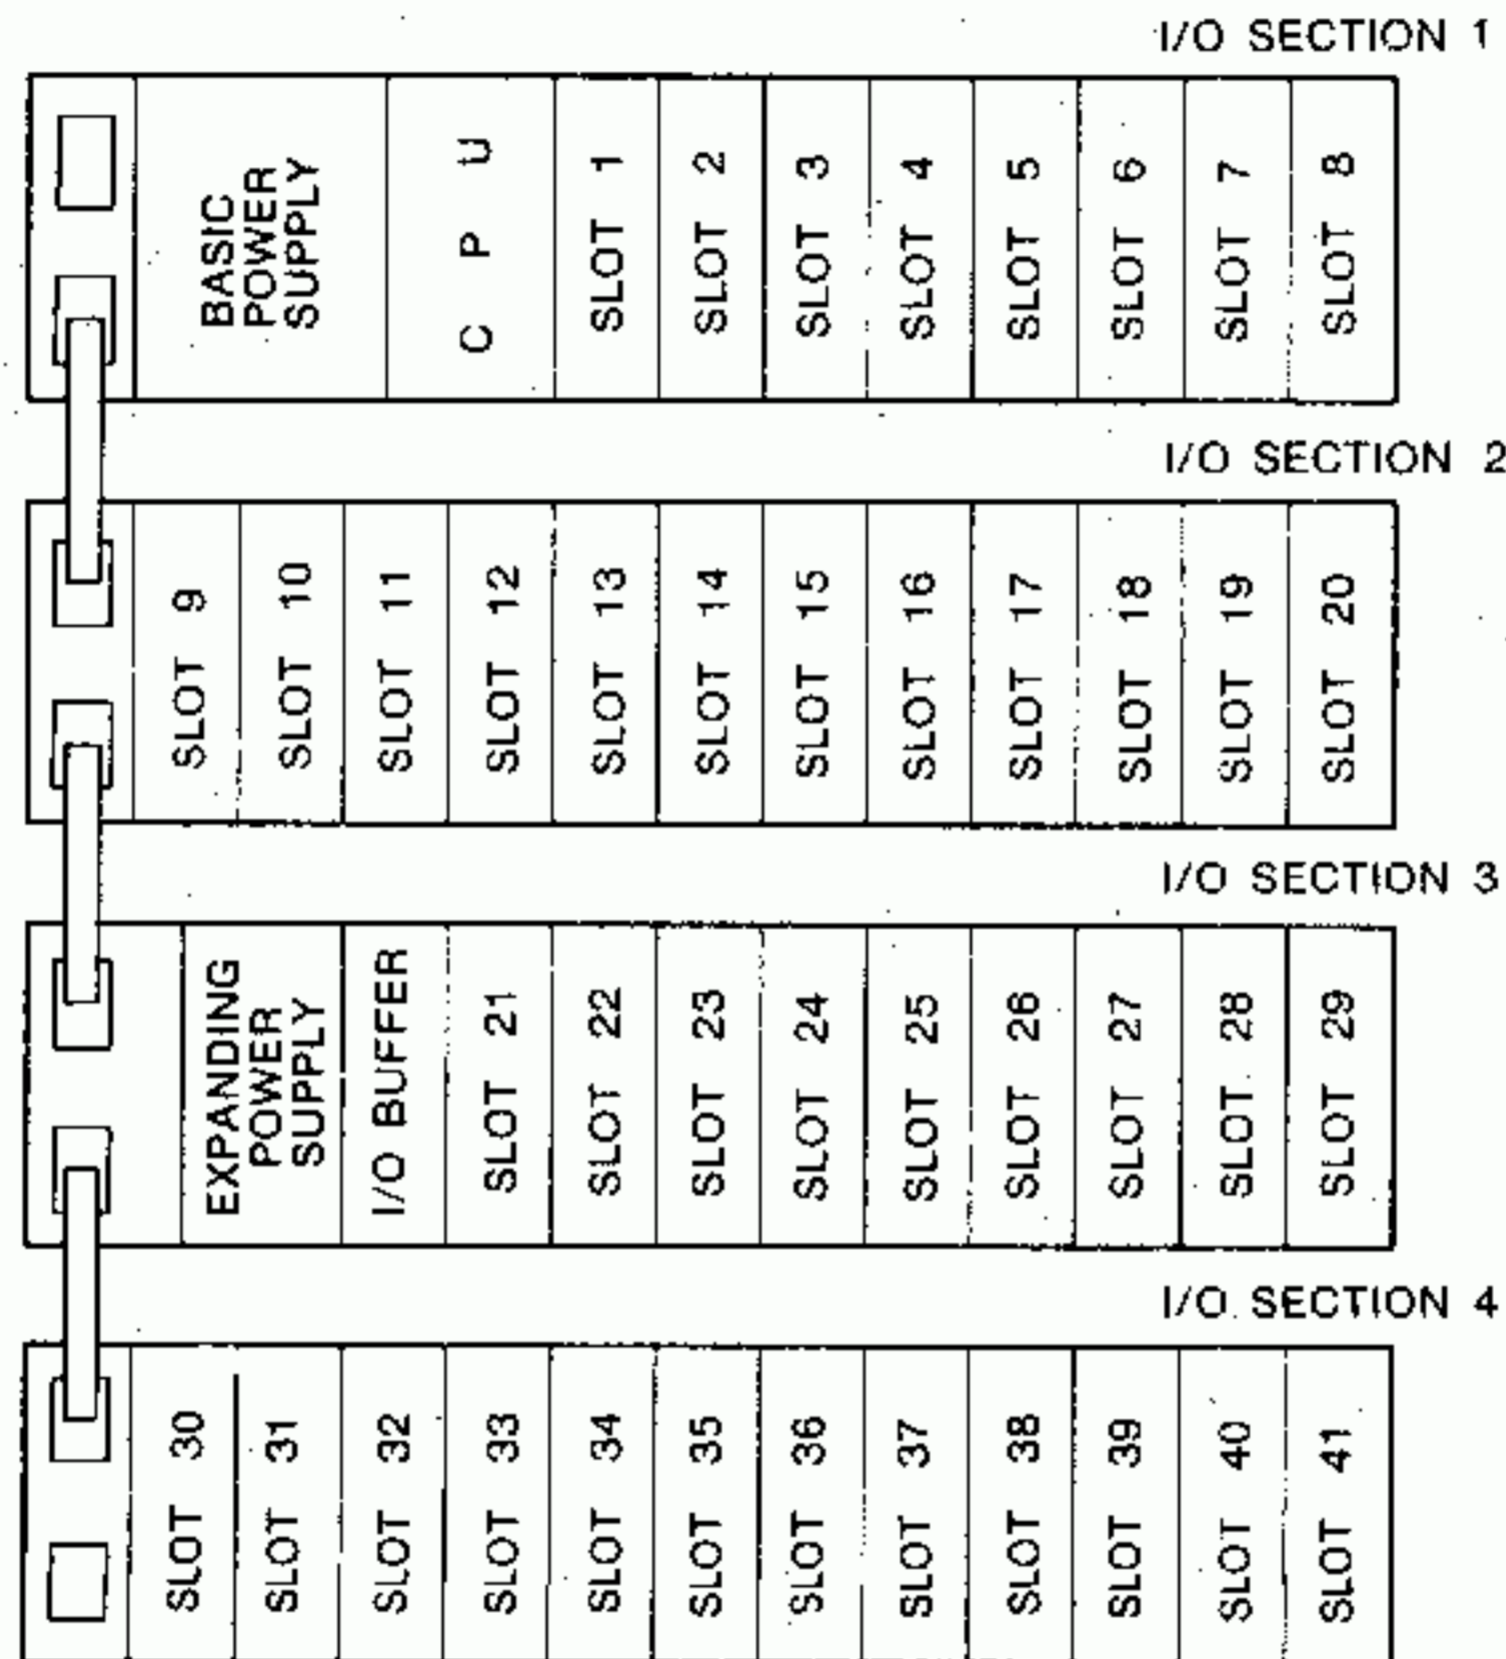 I/O SECTION 1
BASIC
POWER
SUPPLY
C P U
SLOT 1
SLOT 2
SLOT 3
SLOT 4
SLOT 5
SLOT 6
SLOT 7
SLOT 8
I/O SECTION 2
SLOT 9
SLOT 10
SLOT 11
SLOT 12
SLOT 13
SLOT 14
SLOT 15
SLOT 16
SLOT 17
SLOT 18
SLOT 19
SLOT 20
I/O SECTION 3
EXPANDING
POWER
SUPPLY
I/O BUFFER
SLOT 21
SLOT 22
SLOT 23
SLOT 24
SLOT 25
SLOT 26
SLOT 27
SLOT 28
SLOT 29
I/O SECTION 4
SLOT 30
SLOT 31
SLOT 32
SLOT 33
SLOT 34
SLOT 35
SLOT 36
SLOT 37
SLOT 38
SLOT 39
SLOT 40
SLOT 41